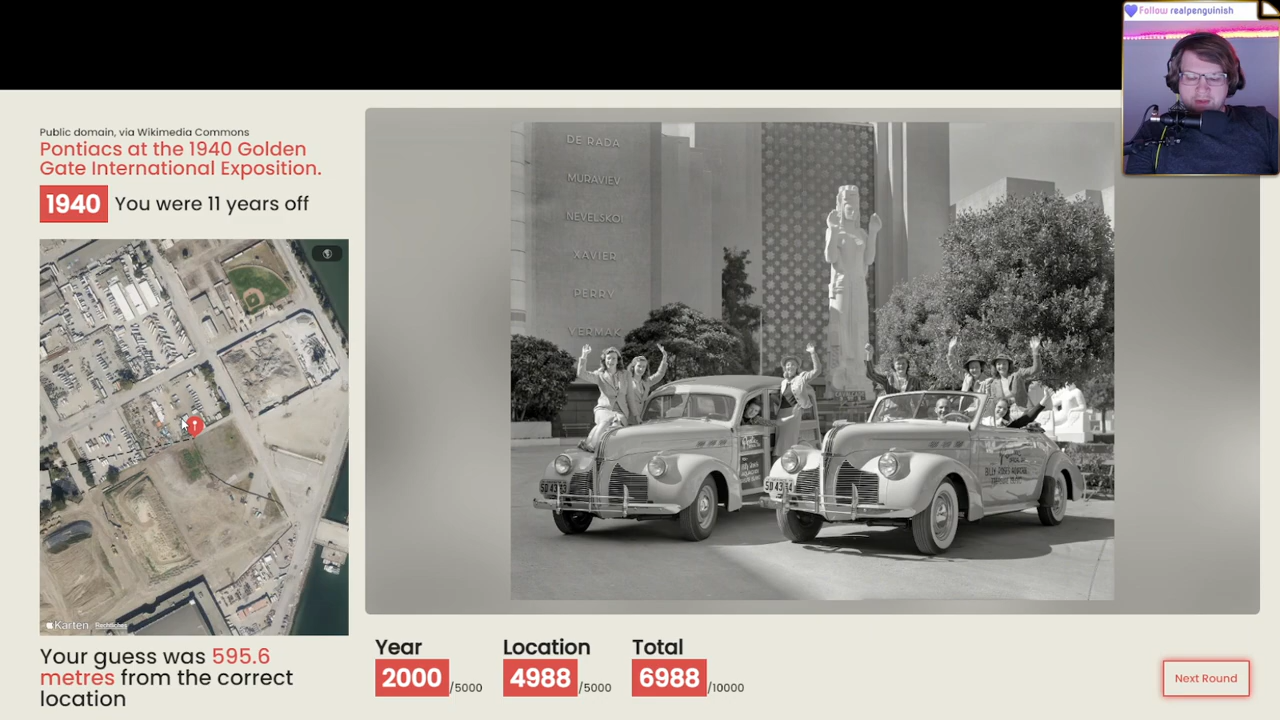 Follow realpenguinish
Public domain, via Wikimedia Commons
Pontiacs at the 1940 Golden
Gate International Exposition.
1940 You were 11 years off
DE RADA
MURAVIEV
NEVELSKOI
XAVIER
PERRY
VERMAK
Karten Rechtliches
Your guess was 595.6
metres from the correct
location
Year
2000 /5000
Location
4988 /5000
Total
6988 /10000
Next Round